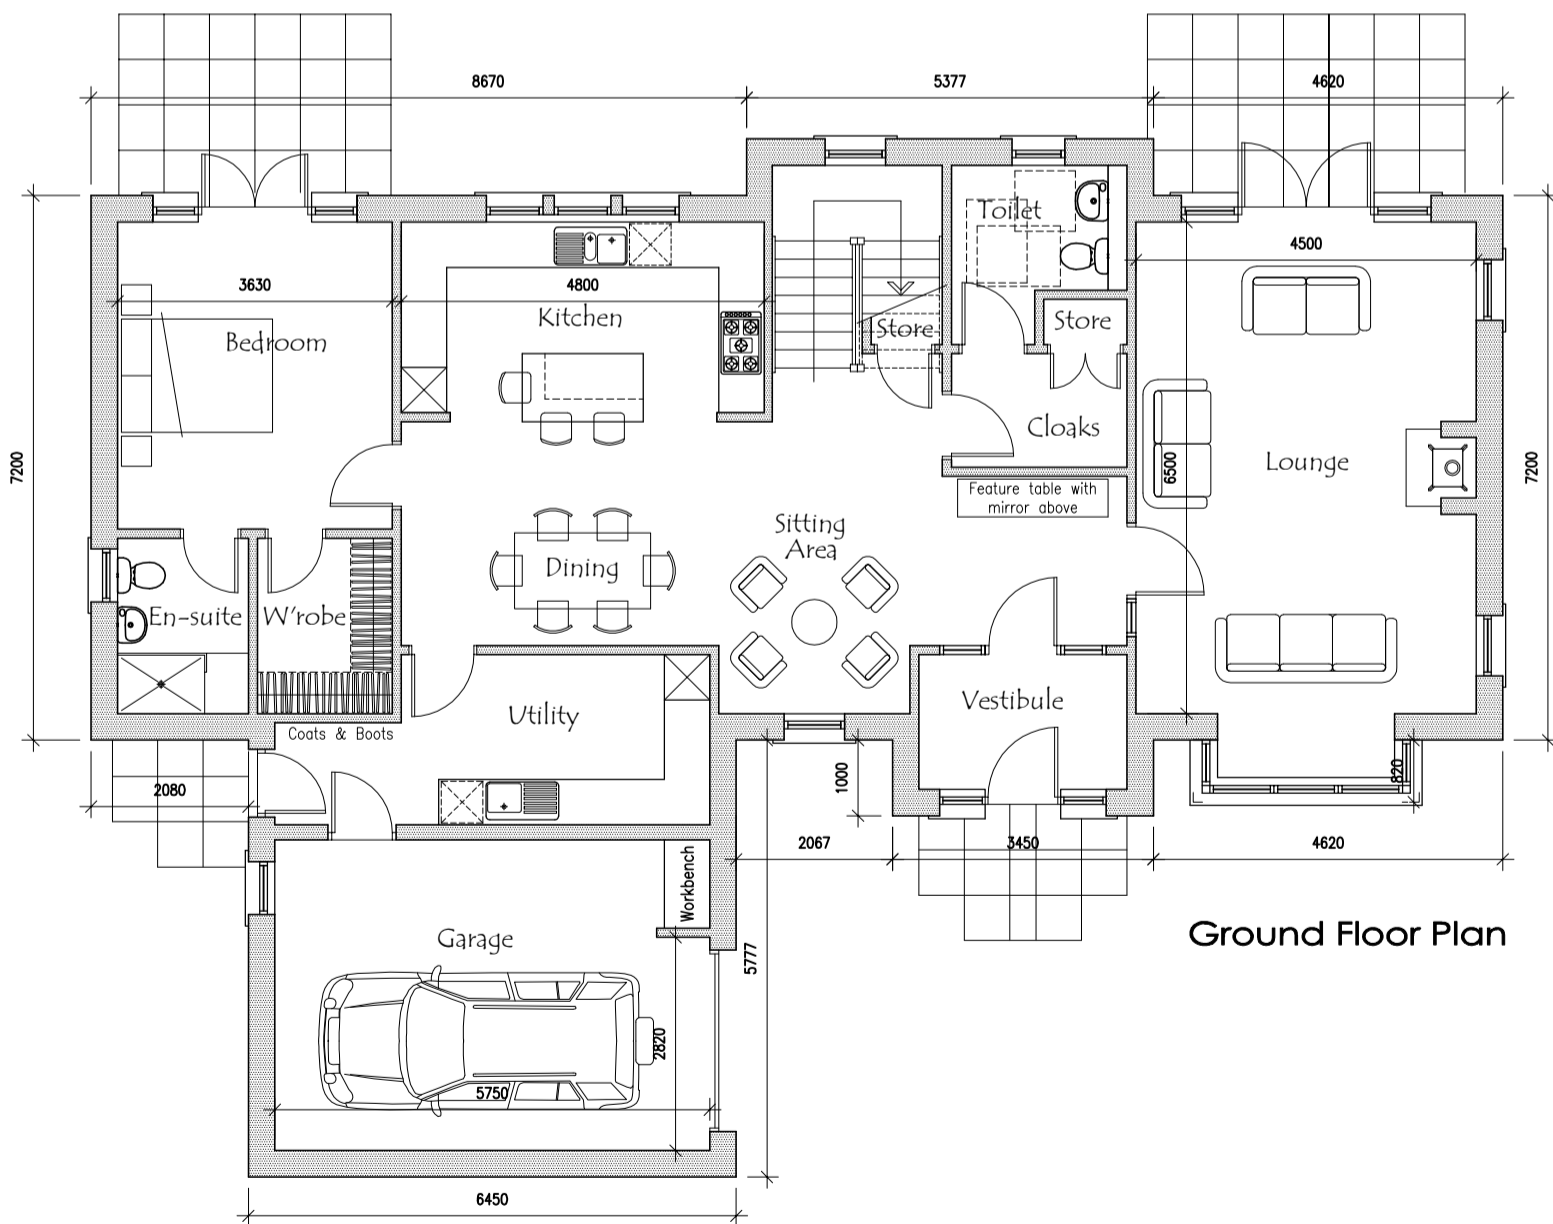 8670
5377
4620
Toilet
3630
4800
4500
Kitchen
Store
Store
Bedroom
Cloaks
Lounge
7200
6500
7200
Feature table with
mirror above
Sitting
Area
Dining
En-suite
W'robe
Utility
Vestibule
Coats & Boots
2080
1000
820
2067
3450
4620
Workbench
Garage
Ground Floor Plan
5777
2820
5750
6450